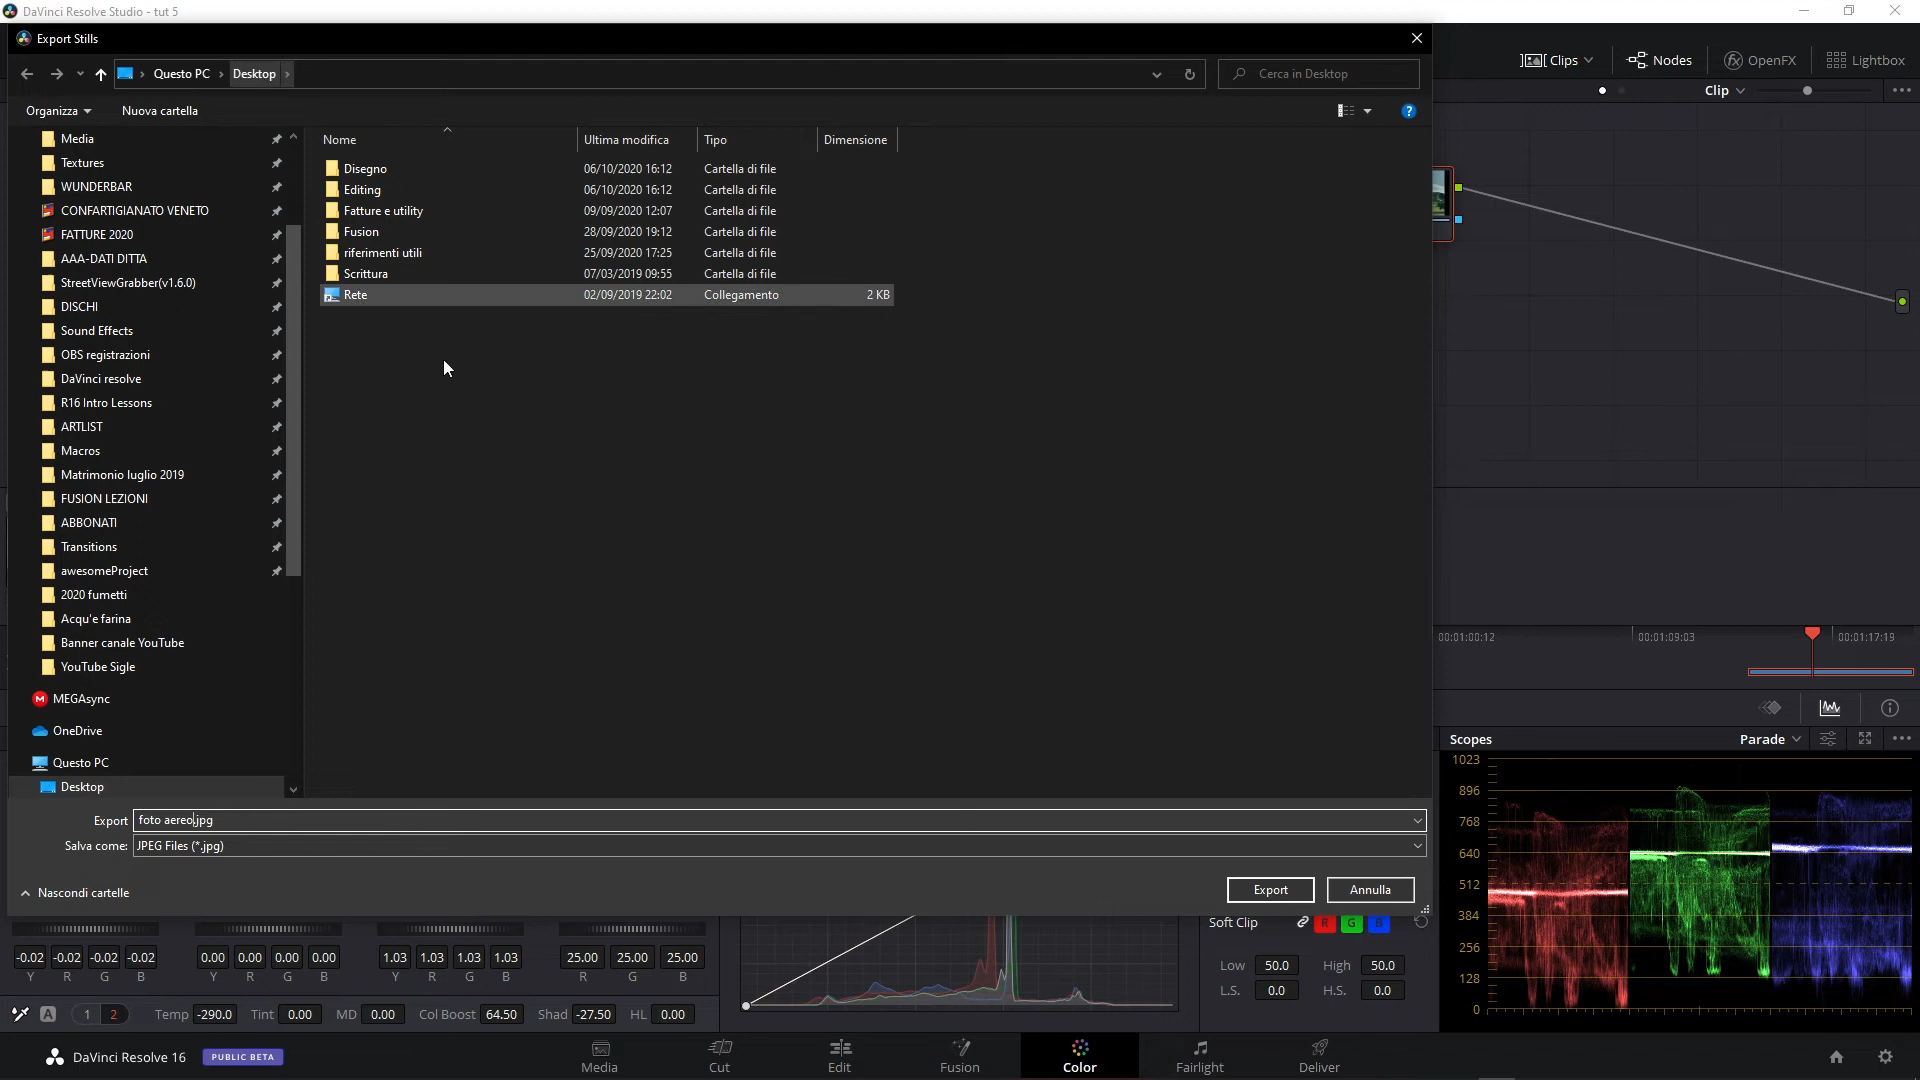 DaVinci Resolve Studio - tut 5
Export Stills
Questo PC > Desktop >
Cerca in Desktop
Organizza
Nuova cartella
Clips
Nodes
fx OpenFX
Lightbox
Clip
Media
Textures
WUNDERBAR
CONFARTIGIANATO VENETO
FATTURE 2020
AAA-DATI DITTA
StreetViewGrabber(v1.6.0)
DISCHI
Sound Effects
OBS registrazioni
DaVinci resolve
R16 Intro Lessons
ARTLIST
Macros
Matrimonio luglio 2019
FUSION LEZIONI
ABBONATI
Transitions
awesomeProject
2020 fumetti
Acqu'e farina
Banner canale YouTube
YouTube Sigle
MEGAsync
OneDrive
Questo PC
Desktop
Nome Ultima modifica Tipo Dimensione
Disegno 06/10/2020 16:12 Cartella di file
Editing 06/10/2020 16:12 Cartella di file
Fatture e utility 09/09/2020 12:07 Cartella di file
Fusion 28/09/2020 19:12 Cartella di file
riferimenti utili 25/09/2020 17:25 Cartella di file
Scrittura 07/03/2019 09:55 Cartella di file
Rete 02/09/2019 22:02 Collegamento 2 KB
Export foto aereo.jpg
Salva come: JPEG Files (*.jpg)
Nascondi cartelle
Export
Annulla
00:01:00:12 00:01:09:03 00:01:17:19
Scopes
Parade
1023
896
768
640
512
384
256
128
0
-0.02 -0.02 -0.02 -0.02 0.00 0.00 0.00 0.00 1.03 1.03 1.03 1.03 25.00 25.00 25.00
Y R G B Y R G B Y R G B R G B
A 1 2 Temp -290.0 Tint 0.00 MD 0.00 Col Boost 64.50 Shad -27.50 HL 0.00
Soft Clip R G B
Low 50.0 High 50.0
L.S. 0.0 H.S. 0.0
DaVinci Resolve 16 PUBLIC BETA
Media
Cut
Edit
Fusion
Color
Fairlight
Deliver